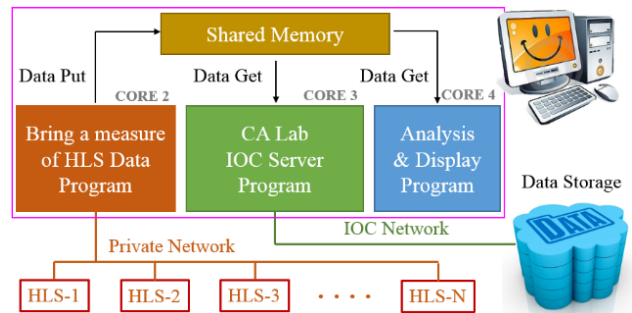 Shared Memory
Data Put
Data Get
Data Get
CORE 2
CORE 3
CORE 4
Bring a measure
of HLS Data
Program
CA Lab
IOC Server
Program
Analysis
& Display
Program
Data Storage
DATA
IOC Network
Private Network
HLS-1
HLS-2
HLS-3
· · · ·
HLS-N